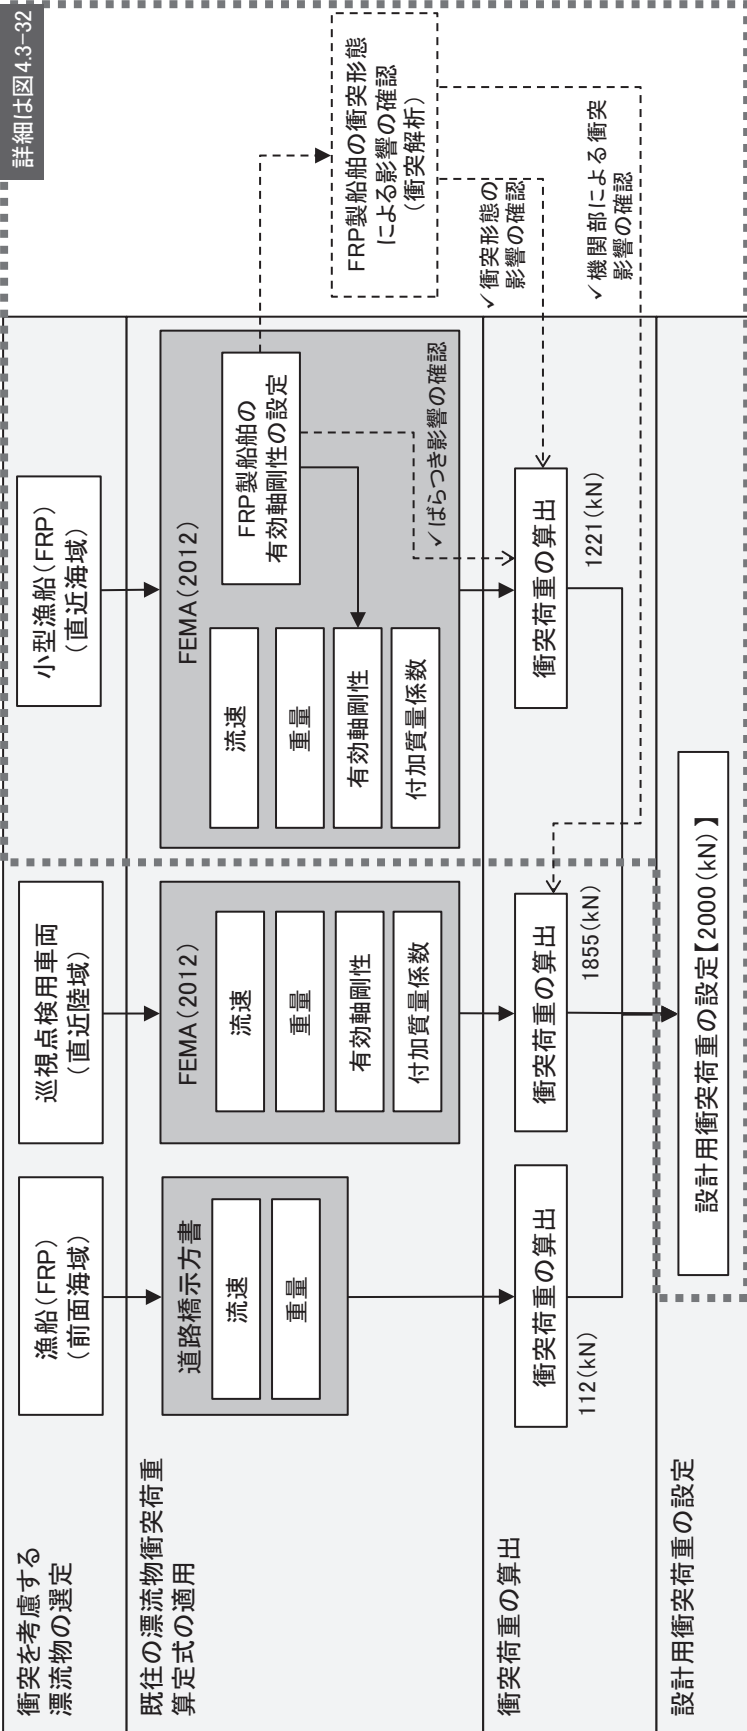 詳細は図4.3-32
衝突を考慮する
漂流物の選定
漁船(FRP)
(前面海域)
巡視点検用車両
(直近陸域)
小型漁船(FRP)
(直近海域)
既往の漂流物衝突荷重
算定式の適用
道路橋示方書
流速
重量
FEMA(2012)
流速
重量
有効軸剛性
付加質量係数
FEMA(2012)
流速
重量
有効軸剛性
付加質量係数
FRP製船舶の
有効軸剛性の設定
✓ばらつき影響の確認
FRP製船舶の衝突形態
による影響の確認
(衝突解析)
✓衝突形態の
影響の確認
✓機関部による衝突
影響の確認
衝突荷重の算出
衝突荷重の算出
112(kN)
衝突荷重の算出
1855(kN)
衝突荷重の算出
1221(kN)
設計用衝突荷重の設定
設計用衝突荷重の設定【2000(kN)】